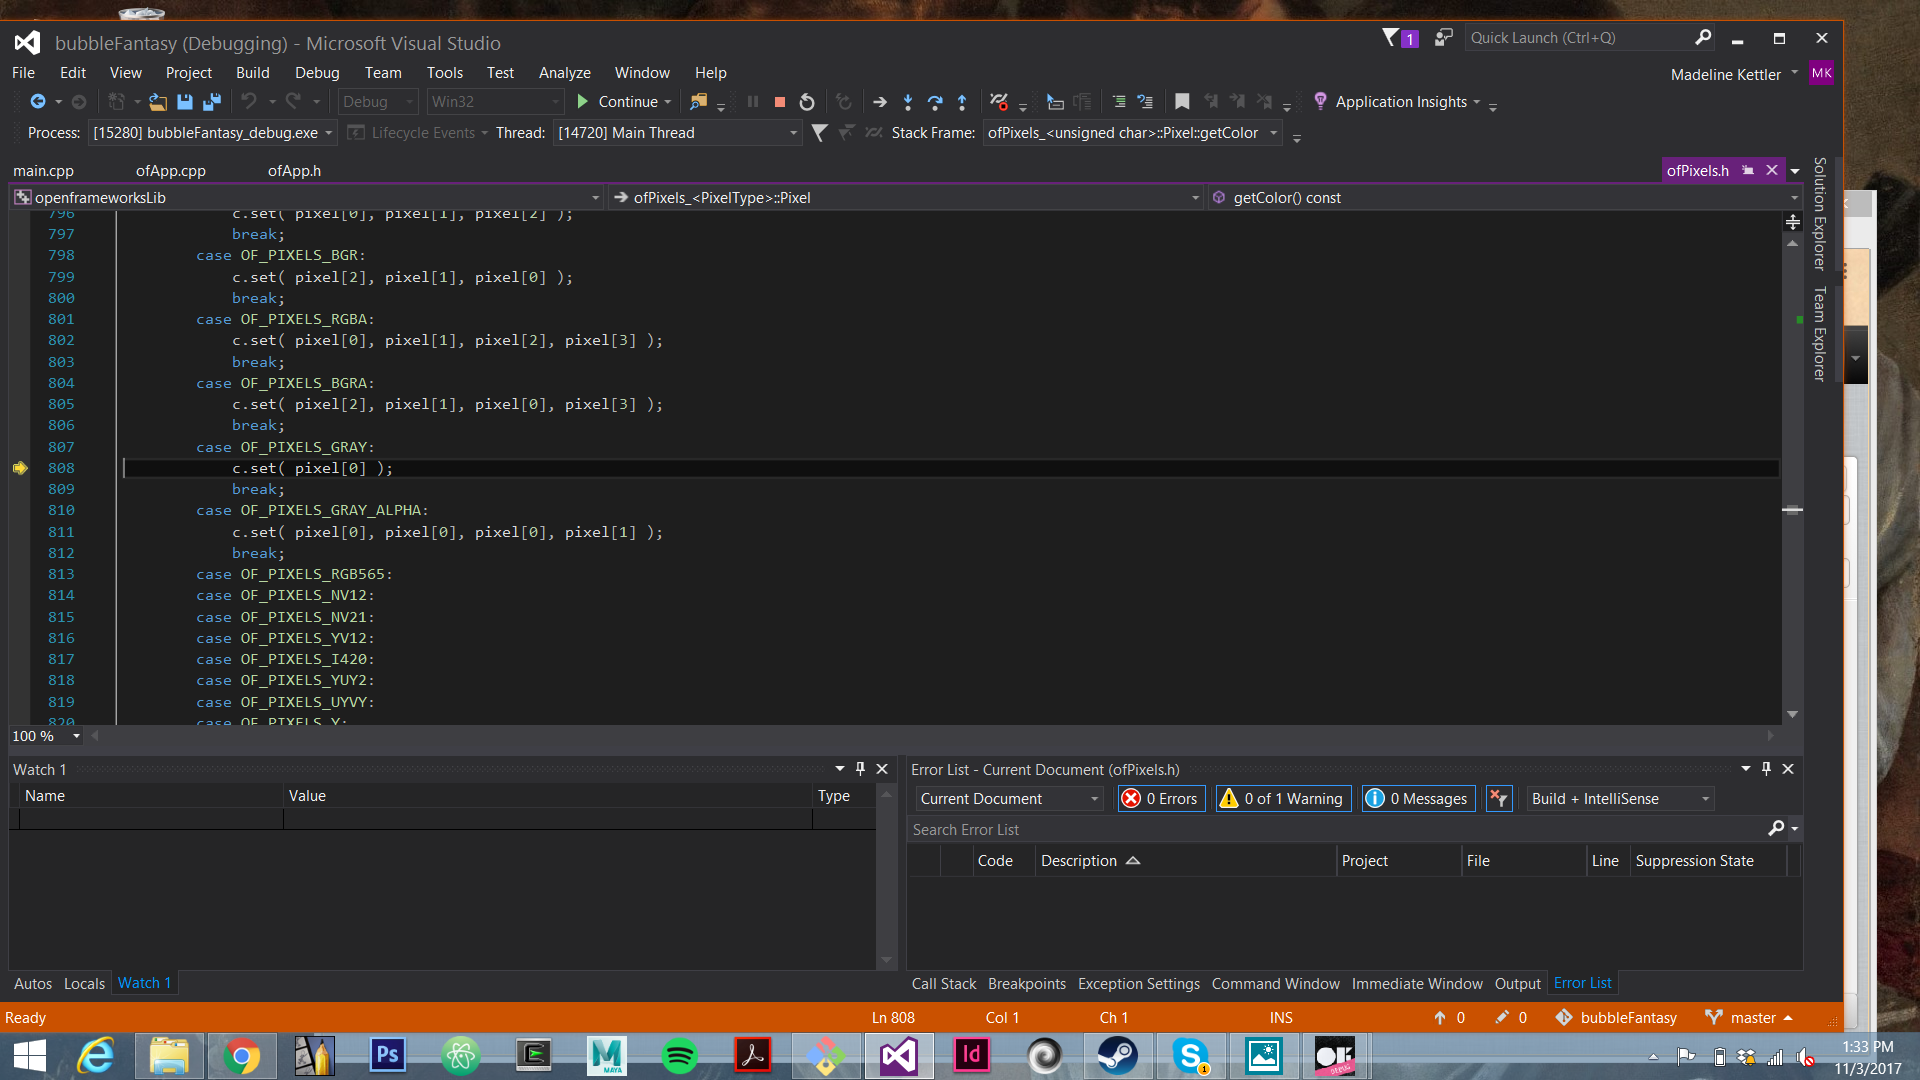 bubbleFantasy (Debugging) - Microsoft Visual Studio
1
Quick Launch (Ctrl+Q)
File Edit View Project Build Debug Team Tools Test Analyze Window Help
Madeline Kettler MK
Debug Win32 Continue Application Insights
Process: [15280] bubbleFantasy_debug.exe Lifecycle Events Thread: [14720] Main Thread Stack Frame: ofPixels_<unsigned char>::Pixel::getColor
main.cpp ofApp.cpp ofApp.h ofPixels.h
openframeworksLib ofPixels_<PixelType>::Pixel getColor() const
Solution Explorer
Team Explorer
796 c.set( pixel[0], pixel[1], pixel[2] );
797 break;
798 case OF_PIXELS_BGR:
799 c.set( pixel[2], pixel[1], pixel[0] );
800 break;
801 case OF_PIXELS_RGBA:
802 c.set( pixel[0], pixel[1], pixel[2], pixel[3] );
803 break;
804 case OF_PIXELS_BGRA:
805 c.set( pixel[2], pixel[1], pixel[0], pixel[3] );
806 break;
807 case OF_PIXELS_GRAY:
808 c.set( pixel[0] );
809 break;
810 case OF_PIXELS_GRAY_ALPHA:
811 c.set( pixel[0], pixel[0], pixel[0], pixel[1] );
812 break;
813 case OF_PIXELS_RGB565:
814 case OF_PIXELS_NV12:
815 case OF_PIXELS_NV21:
816 case OF_PIXELS_YV12:
817 case OF_PIXELS_I420:
818 case OF_PIXELS_YUY2:
819 case OF_PIXELS_UYVY:
820 case OF_PIXELS_Y:
100 %
Watch 1
Name Value Type
Autos Locals Watch 1
Error List - Current Document (ofPixels.h)
Current Document 0 Errors 0 of 1 Warning 0 Messages Build + IntelliSense
Search Error List
Code Description Project File Line Suppression State
Call Stack Breakpoints Exception Settings Command Window Immediate Window Output Error List
Ready Ln 808 Col 1 Ch 1 INS 0 0 bubbleFantasy master
Ps
MAYA
Id
1:33 PM
11/3/2017